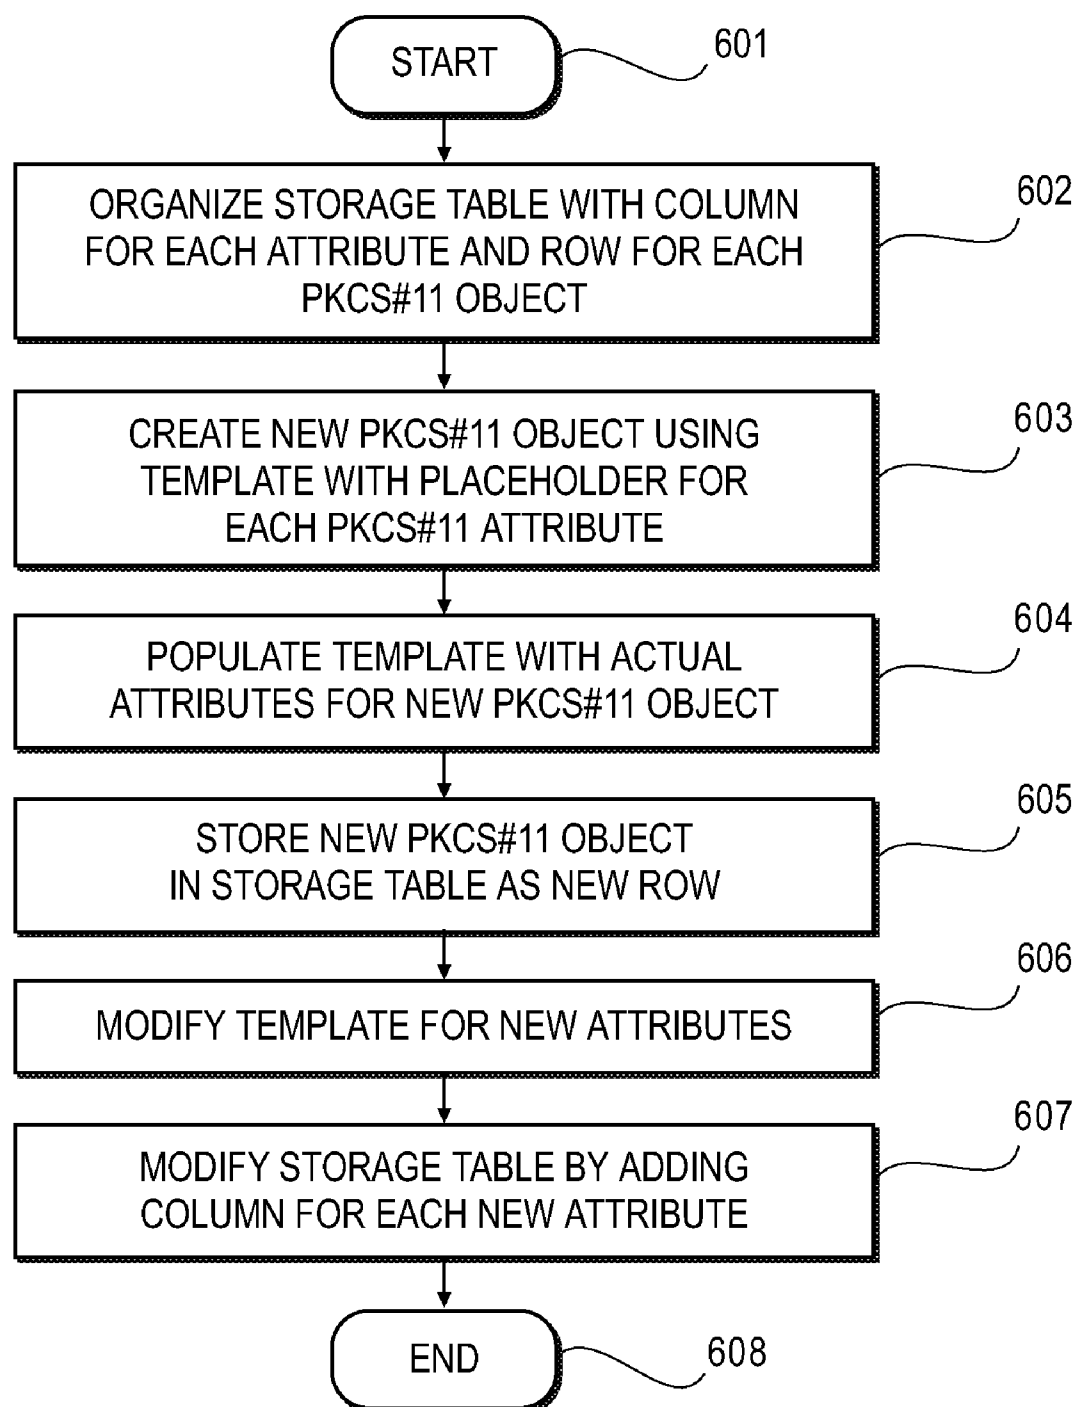 START
601
ORGANIZE STORAGE TABLE WITH COLUMN
FOR EACH ATTRIBUTE AND ROW FOR EACH
PKCS#11 OBJECT
602
CREATE NEW PKCS#11 OBJECT USING
TEMPLATE WITH PLACEHOLDER FOR
EACH PKCS#11 ATTRIBUTE
603
POPULATE TEMPLATE WITH ACTUAL
ATTRIBUTES FOR NEW PKCS#11 OBJECT
604
STORE NEW PKCS#11 OBJECT
IN STORAGE TABLE AS NEW ROW
605
MODIFY TEMPLATE FOR NEW ATTRIBUTES
606
MODIFY STORAGE TABLE BY ADDING
COLUMN FOR EACH NEW ATTRIBUTE
607
END
608